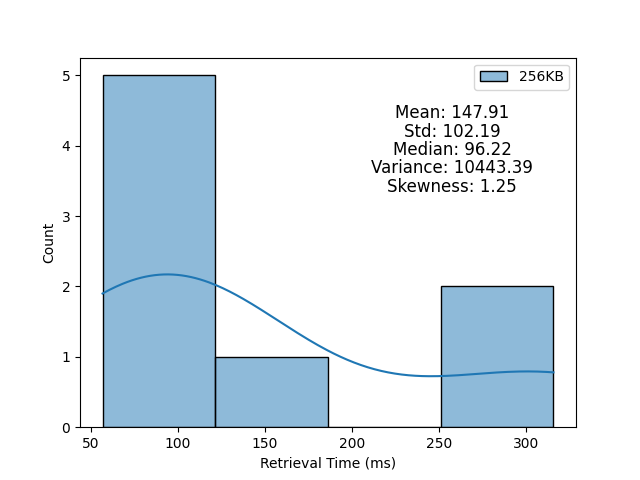 256KB
Mean: 147.91
Std: 102.19
Median: 96.22
Variance: 10443.39
Skewness: 1.25
Count
5
4
3
2
1
0
50 100 150 200 250 300
Retrieval Time (ms)